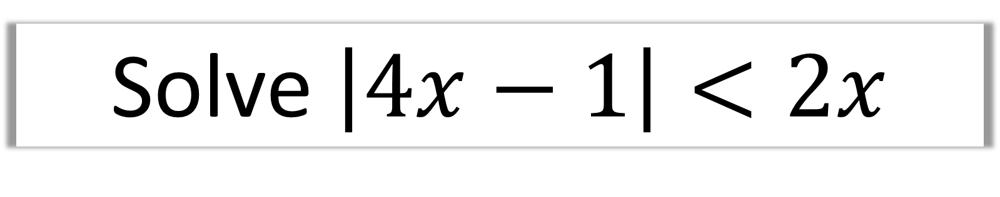 Solve |4𝑥 − 1| < 2𝑥